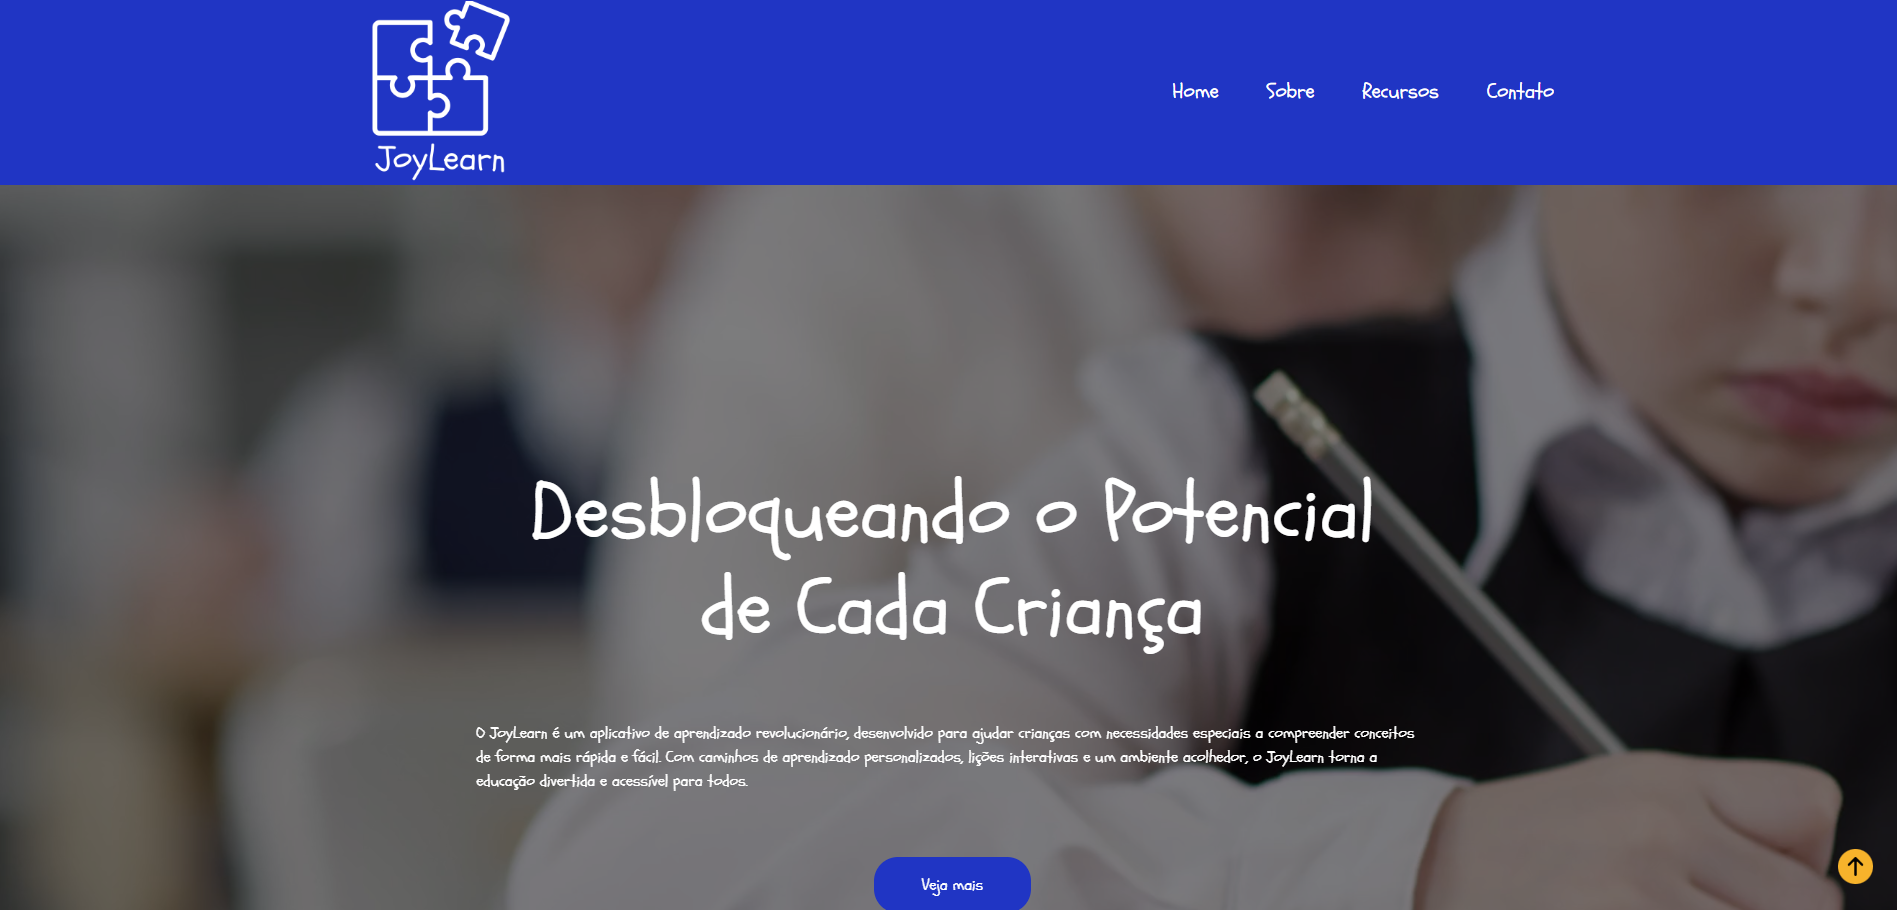 JoyLearn
Home Sobre Recursos Contato
Desbloqueando o Potencial
de Cada Criança
O JoyLearn é um aplicativo de aprendizado revolucionário, desenvolvido para ajudar crianças com necessidades especiais a compreender conceitos
de forma mais rápida e fácil. Com caminhos de aprendizado personalizados, lições interativas e um ambiente acolhedor, o JoyLearn torna a
educação divertida e acessível para todos.
Veja mais